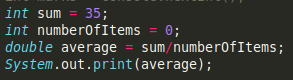 int sum = 35;
int numberOfItems = 0;
double average = sum/numberOfItems;
System.out.print(average);